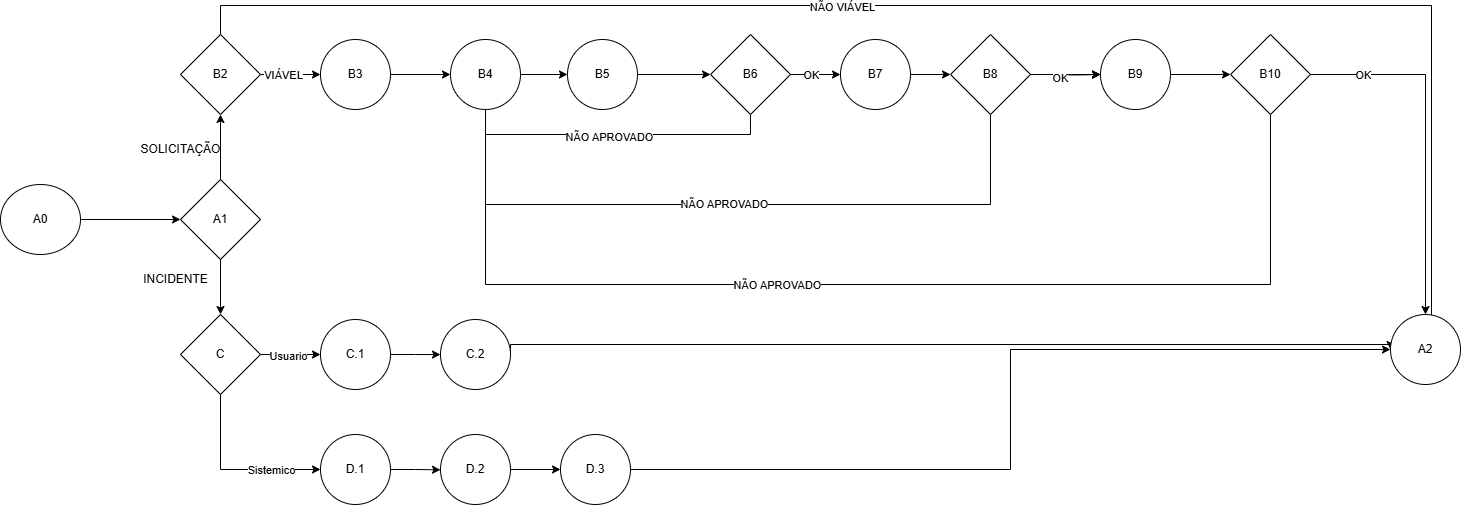 NÃO VIÁVEL
B2
VIÁVEL
B3
B4
B5
B6
OK
B7
B8
OK
B9
B10
OK
NÃO APROVADO
SOLICITAÇÃO
NÃO APROVADO
A0
A1
INCIDENTE
NÃO APROVADO
C
Usuario
C.1
C.2
A2
Sistemico
D.1
D.2
D.3